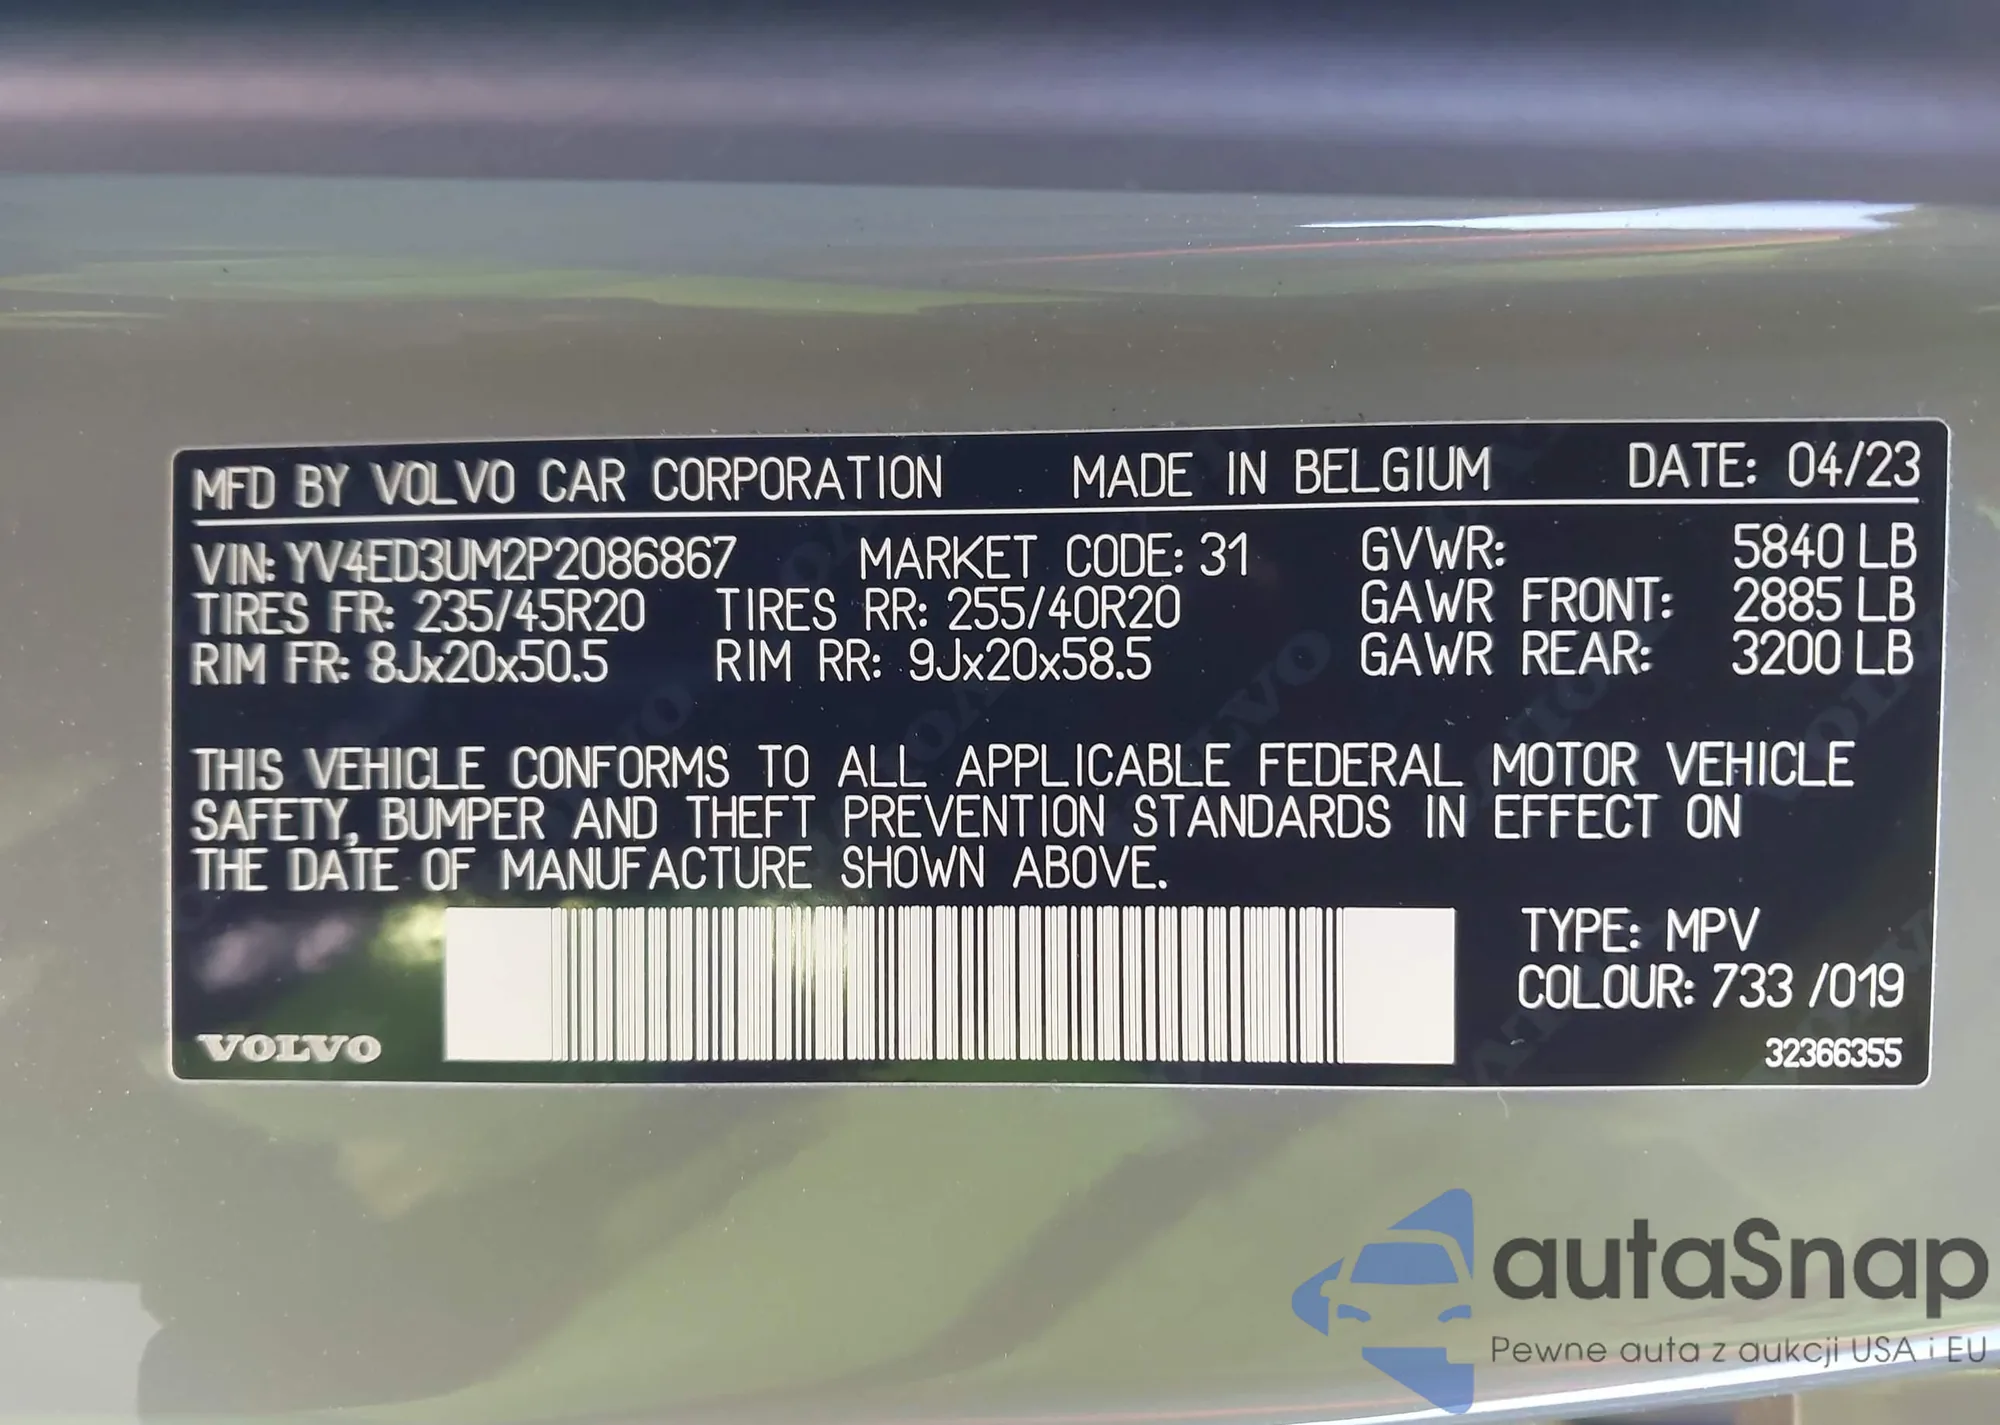 MFD BY VOLVO CAR CORPORATION MADE IN BELGIUM DATE: 04/23
VIN: YV4ED3UM2P2086867 MARKET CODE: 31 GVWR: 5840 LB
TIRES FR: 235/45R20 TIRES RR: 255/40R20 GAWR FRONT: 2885 LB
RIM FR: 8Jx20x50.5 RIM RR: 9Jx20x58.5 GAWR REAR: 3200 LB
THIS VEHICLE CONFORMS TO ALL APPLICABLE FEDERAL MOTOR VEHICLE
SAFETY, BUMPER AND THEFT PREVENTION STANDARDS IN EFFECT ON
THE DATE OF MANUFACTURE SHOWN ABOVE.
TYPE: MPV
COLOUR: 733 /019
VOLVO 32366355
autaSnap
Pewne auta z aukcji USA i EU